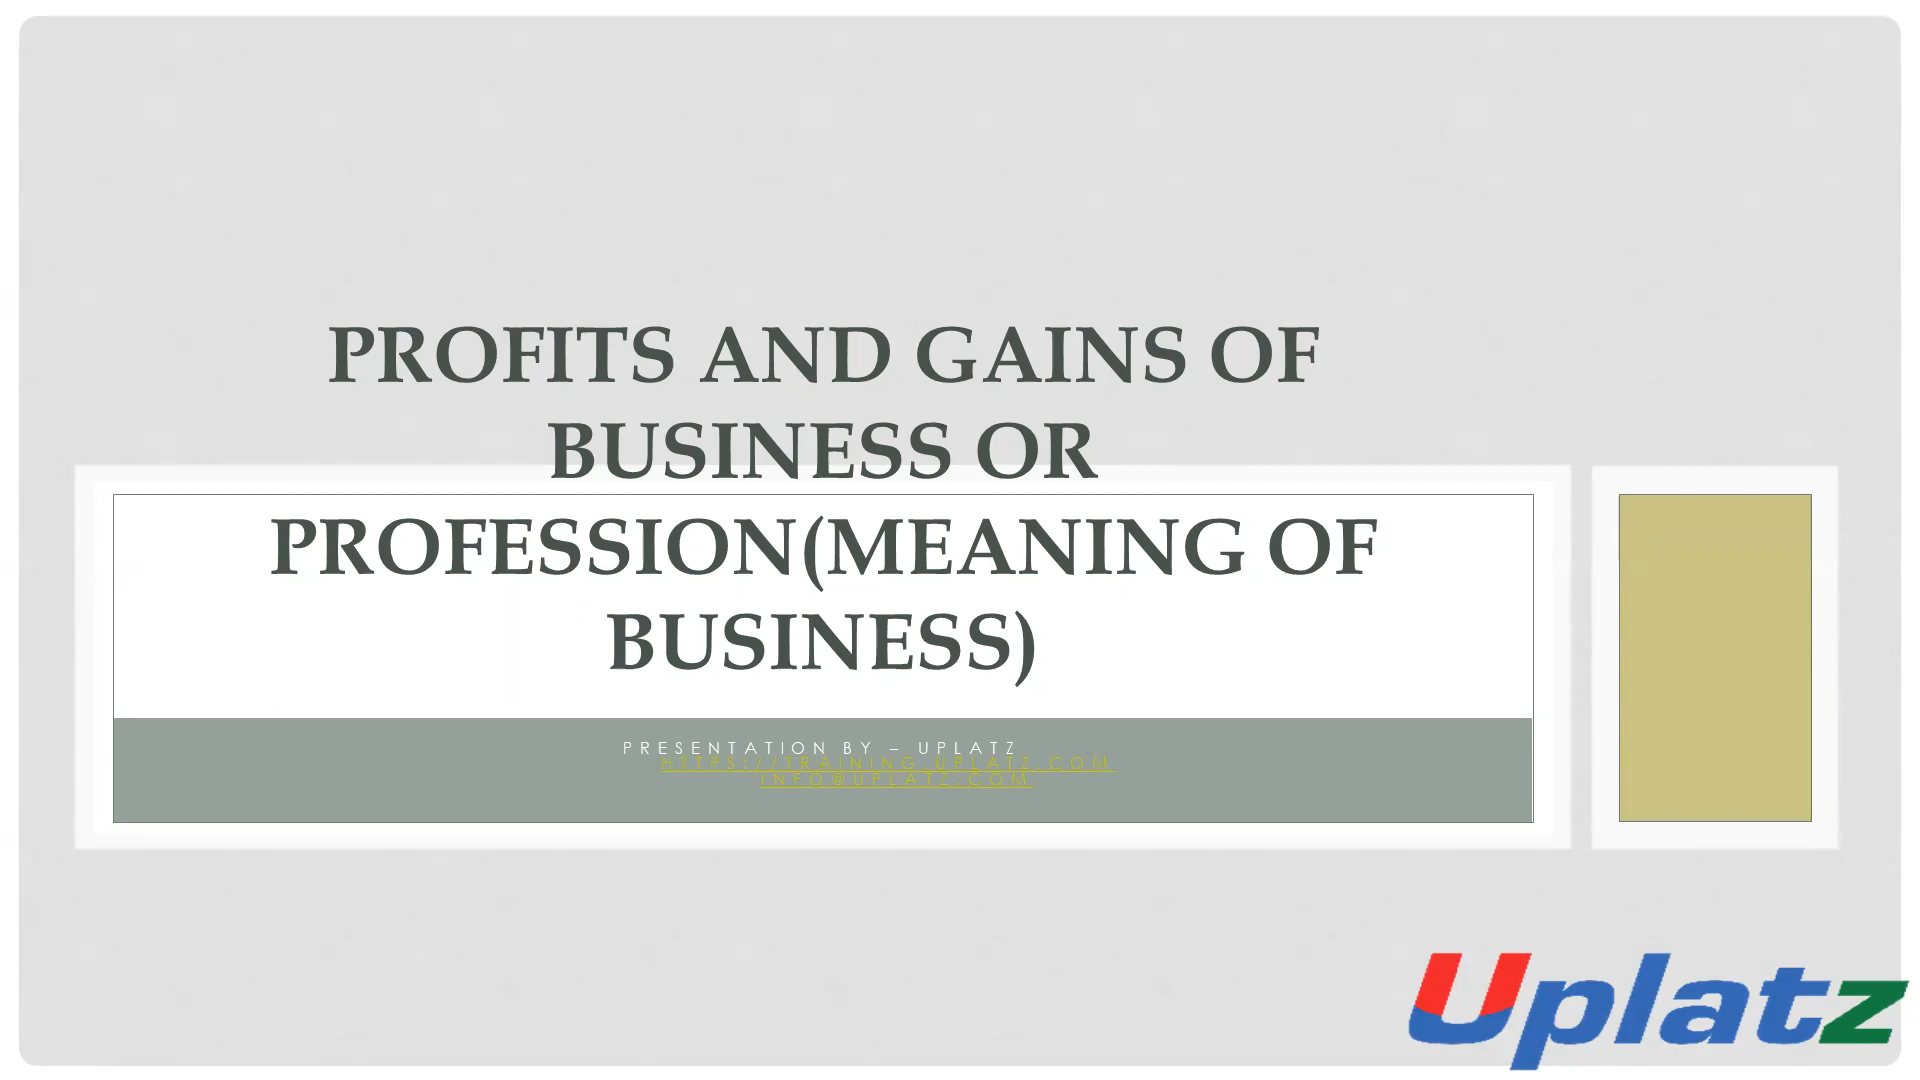 PROFITS AND GAINS OF
BUSINESS OR
PROFESSION(MEANING OF
BUSINESS)
PRESENTATION BY – UPLATZ
HTTPS://TRAINING.UPLATZ.COM
INFO@UPLATZ.COM
Uplatz